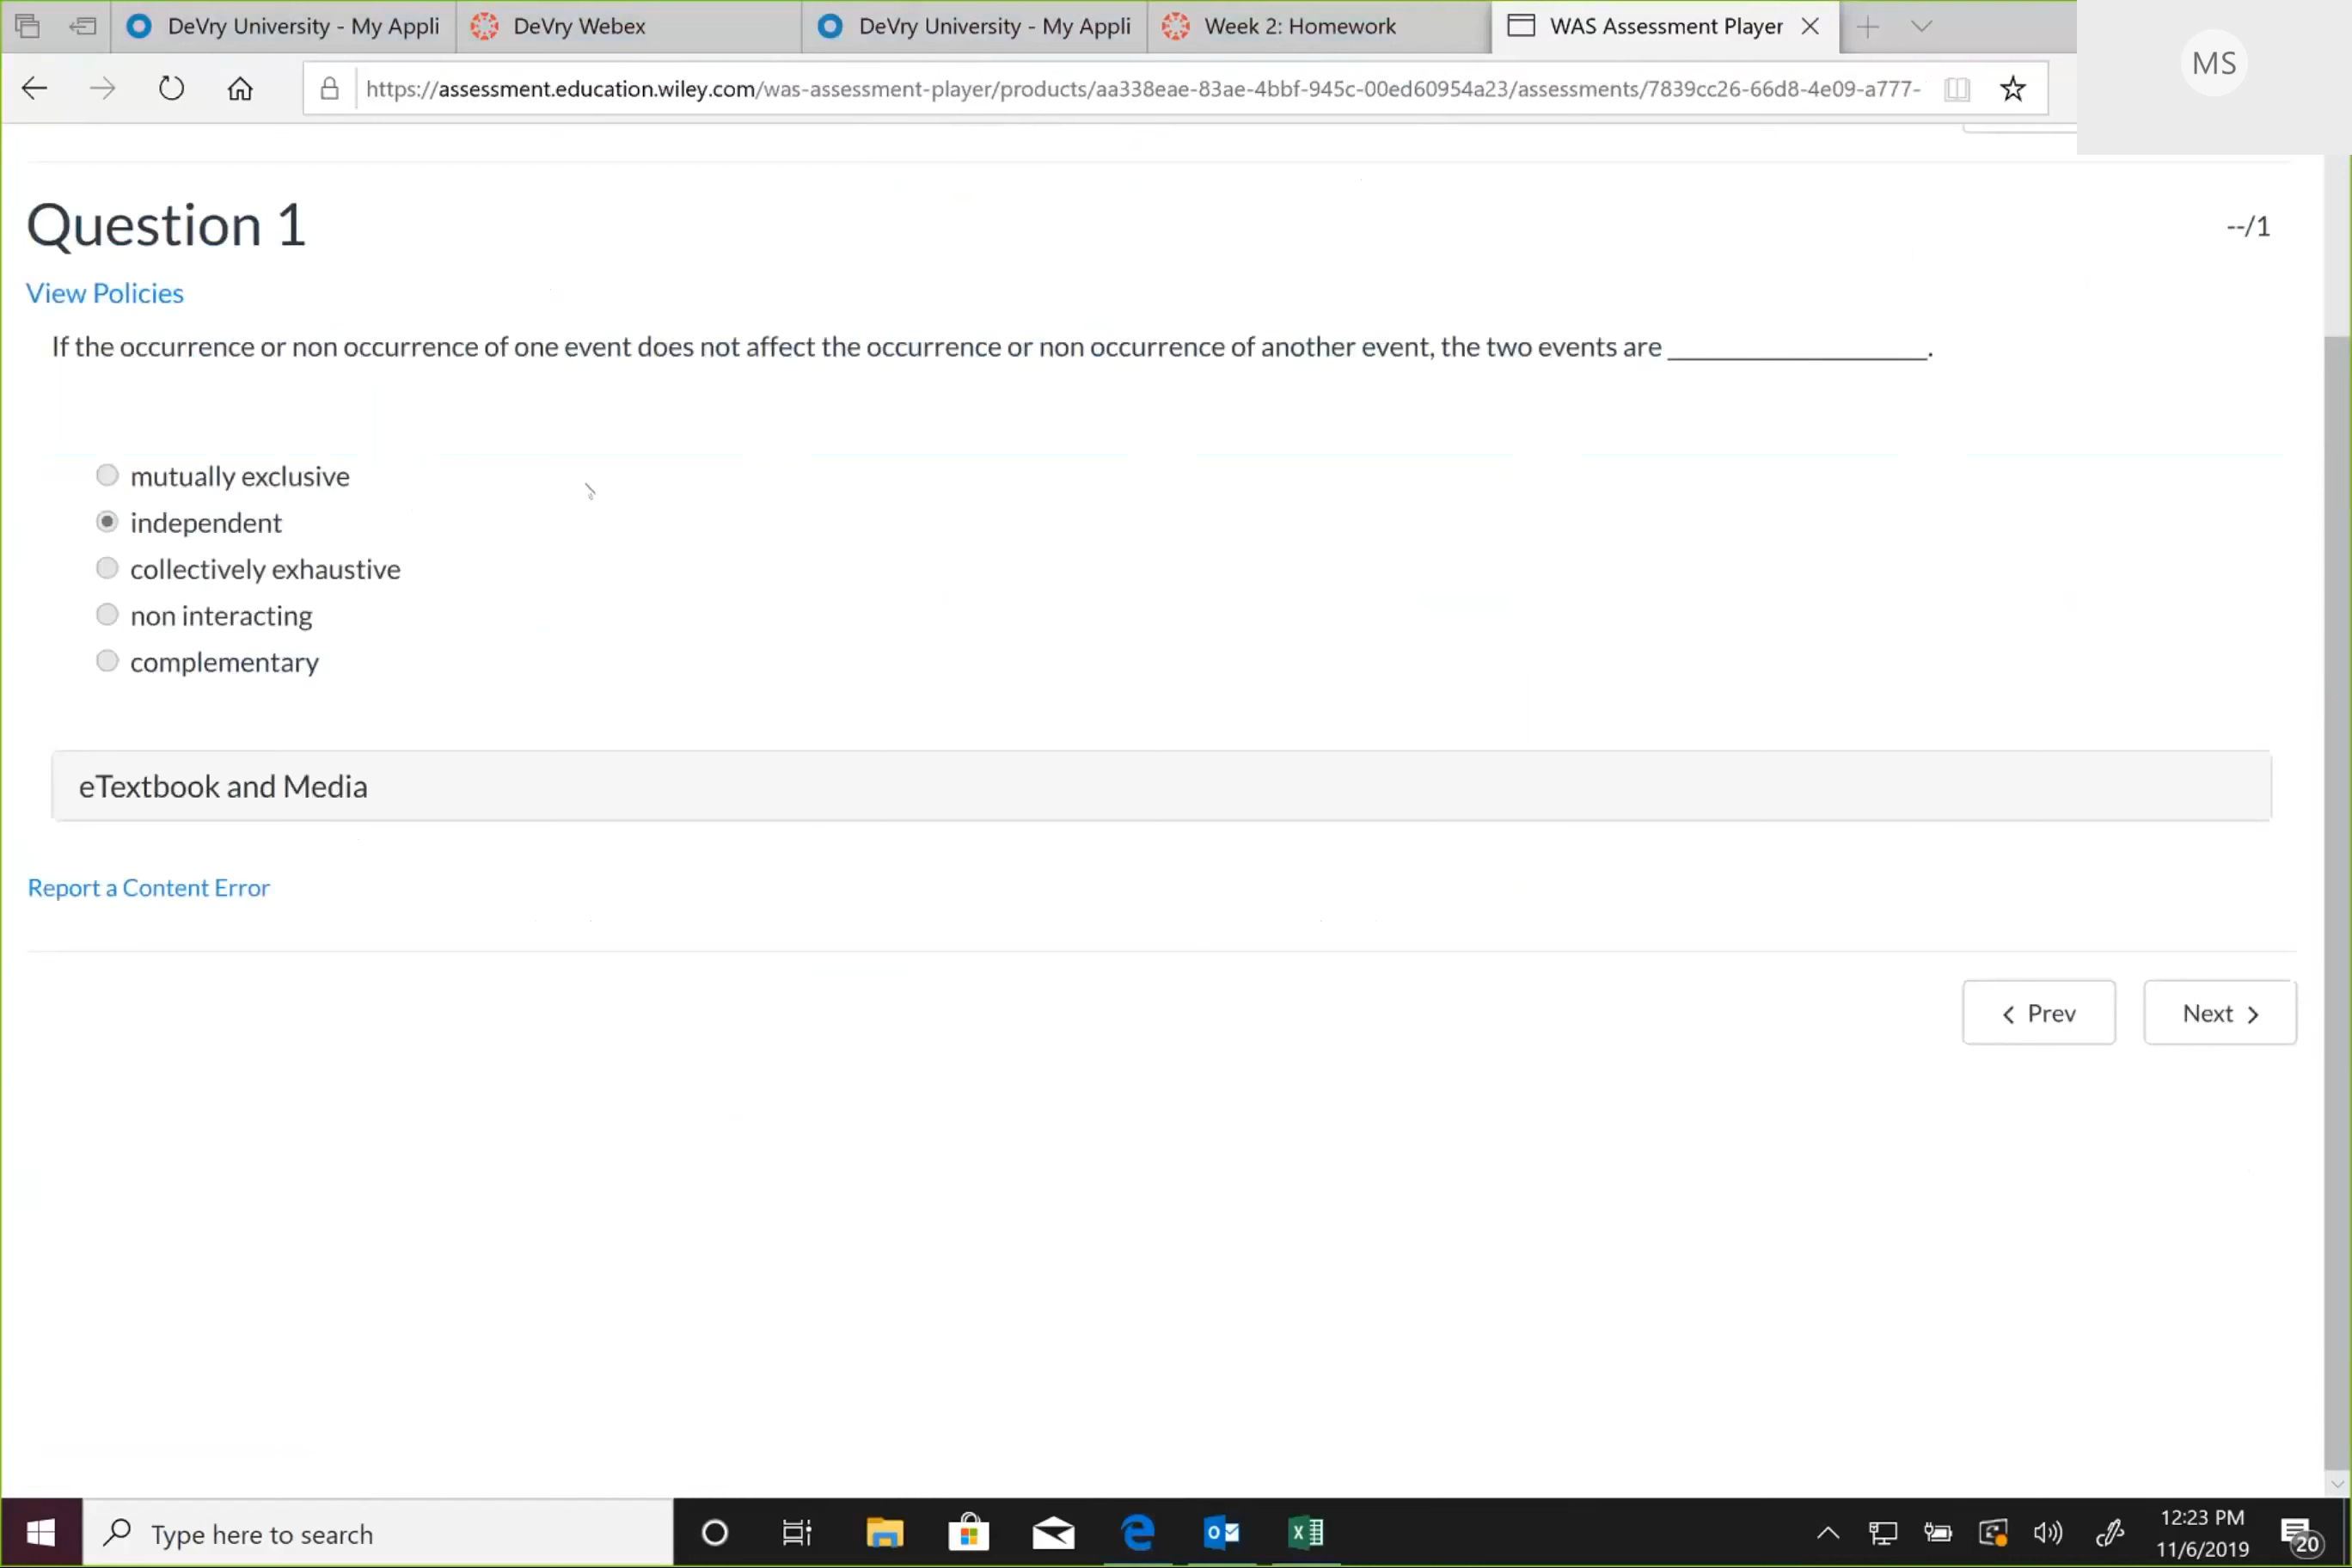 DeVry University - My Appli
DeVry Webex
DeVry University - My Appli
Week 2: Homework
WAS Assessment Player
MS
https://assessment.education.wiley.com/was-assessment-player/products/aa338eae-83ae-4bbf-945c-00ed60954a23/assessments/7839cc26-66d8-4e09-a777-
Question 1
--/1
View Policies
If the occurrence or non occurrence of one event does not affect the occurrence or non occurrence of another event, the two events are ___________________.
mutually exclusive
independent
collectively exhaustive
non interacting
complementary
eTextbook and Media
Report a Content Error
Prev
Next
Type here to search
12:23 PM
11/6/2019
20